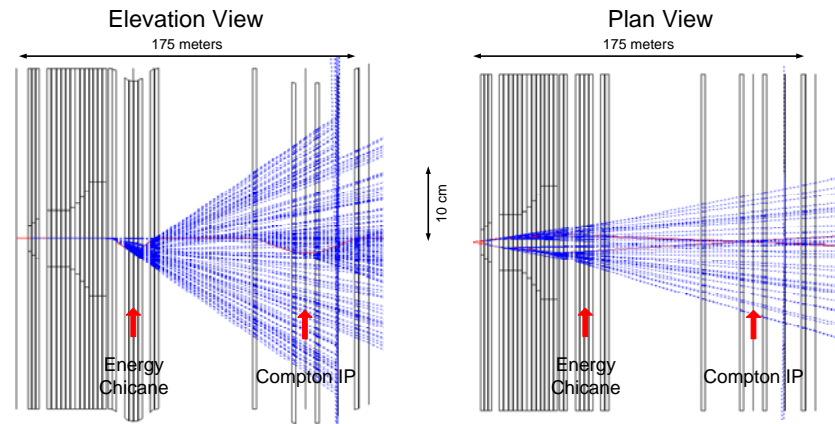 Elevation View
175 meters
Energy
Chicane
Compton IP
10 cm
Plan View
175 meters
Energy
Chicane
Compton IP